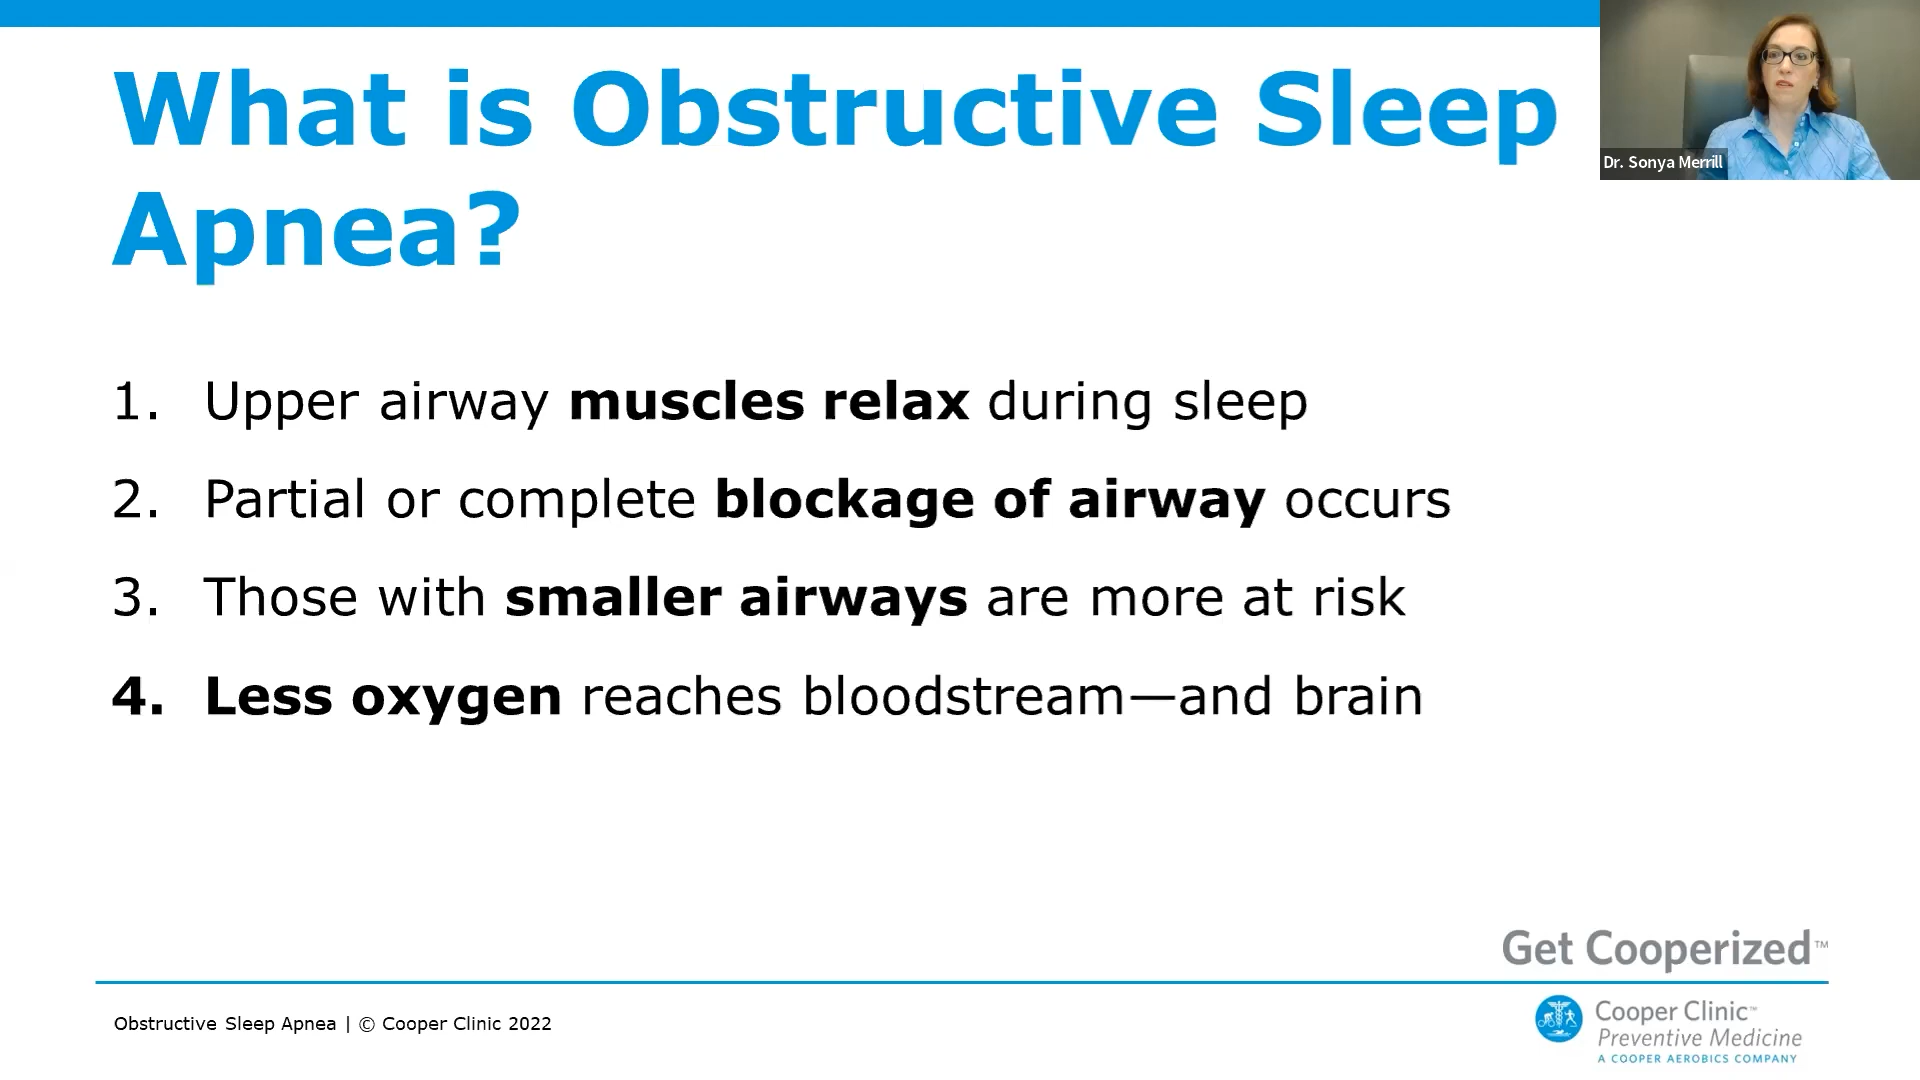 What is Obstructive Sleep
Apnea?
Dr. Sonya Merrill
1. Upper airway muscles relax during sleep
2. Partial or complete blockage of airway occurs
3. Those with smaller airways are more at risk
4. Less oxygen reaches bloodstream—and brain
Get Cooperized™
Obstructive Sleep Apnea | © Cooper Clinic 2022
Cooper Clinic™
Preventive Medicine
A COOPER AEROBICS COMPANY